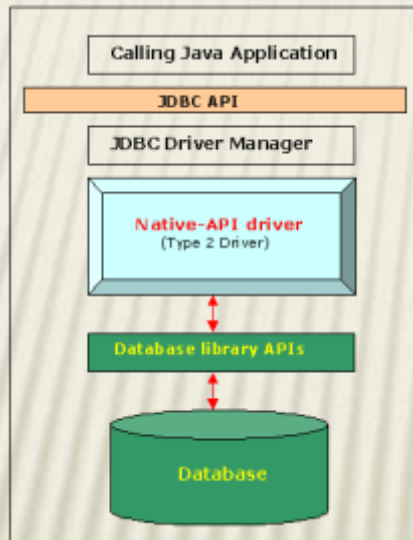 Calling Java Application
JDBC API
JDBC Driver Manager
Native-API driver
(Type 2 Driver)
Database library APIs
Database